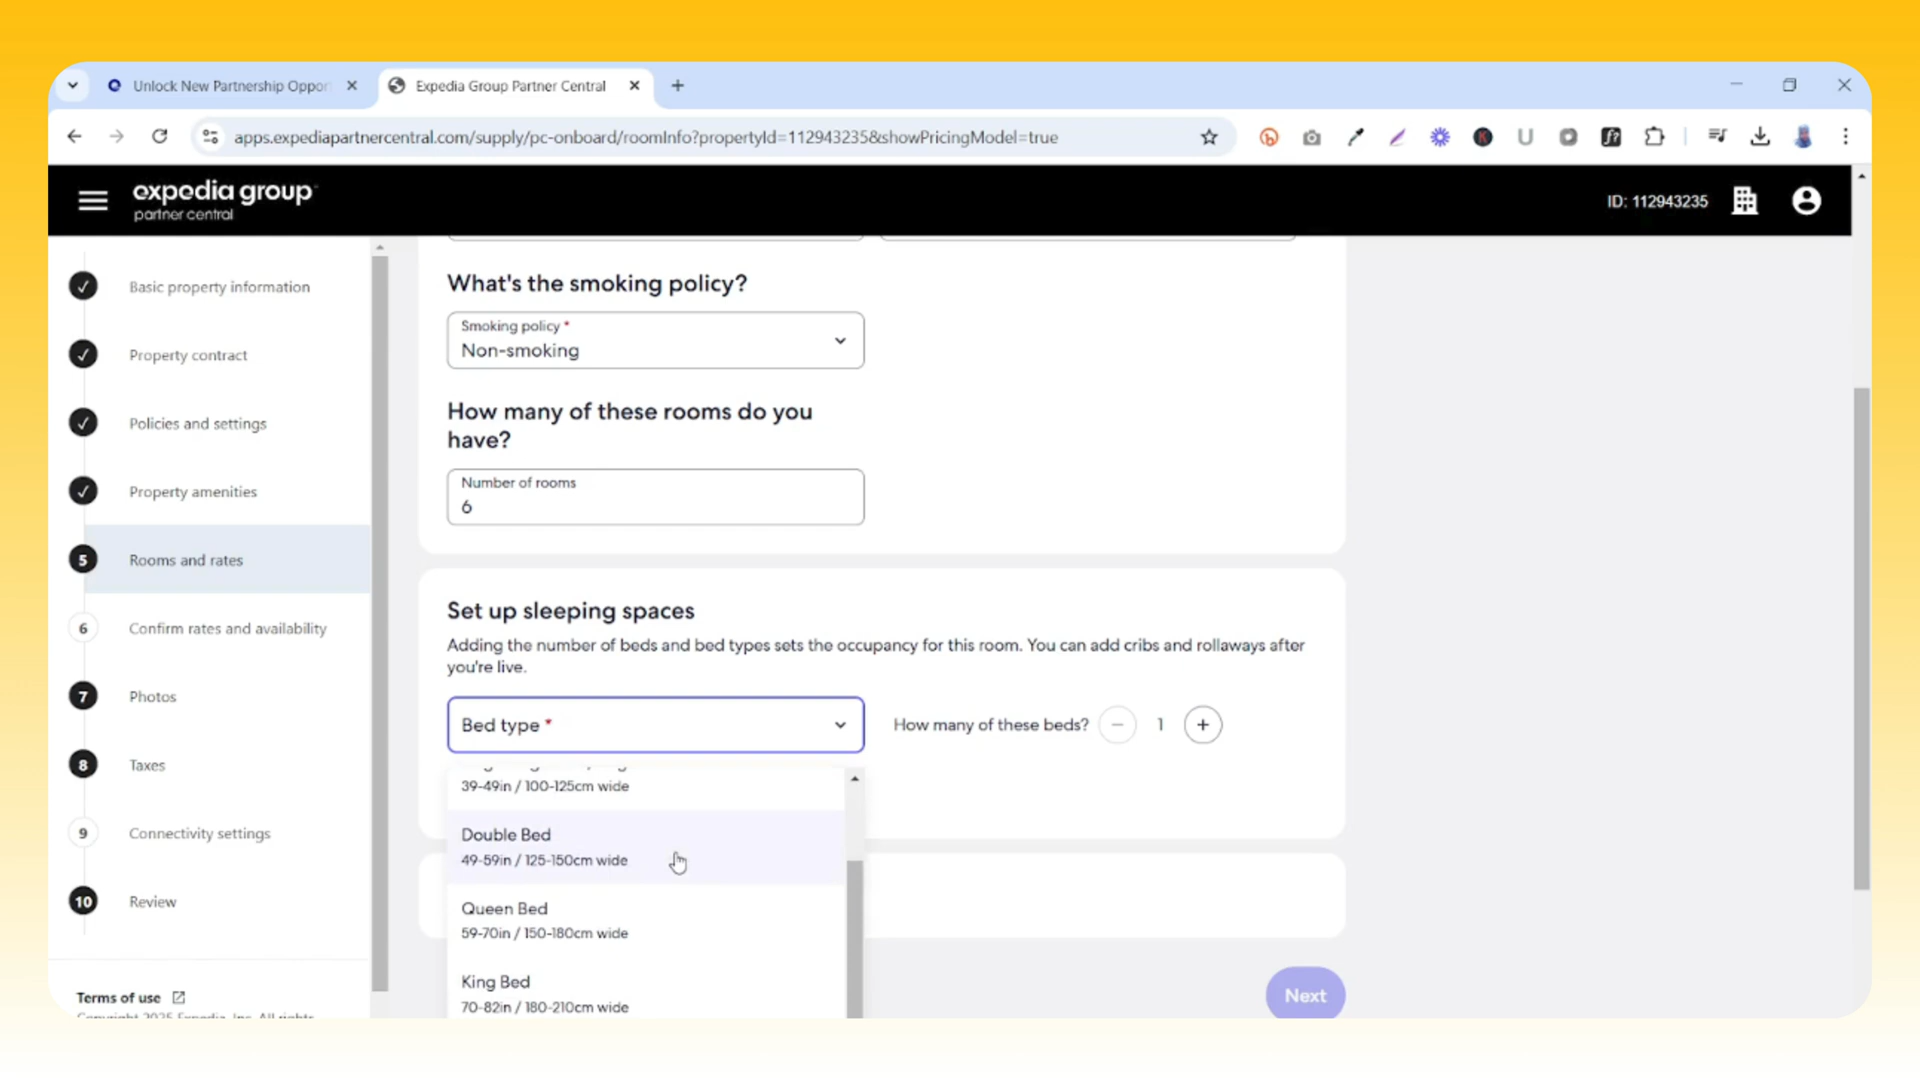 Unlock New Partnership Oppor
Expedia Group Partner Central
apps.expediapartnercentral.com/supply/pc-onboard/roomInfo?propertyId=112943235&showPricingModel=true
expedia group
partner central
ID: 112943235
Basic property information
Property contract
Policies and settings
Property amenities
5 Rooms and rates
6 Confirm rates and availability
7 Photos
8 Taxes
9 Connectivity settings
10 Review
Terms of use
Copyright 2025 Expedia, Inc. All rights
What's the smoking policy?
Smoking policy *
Non-smoking
How many of these rooms do you
have?
Number of rooms
6
Set up sleeping spaces
Adding the number of beds and bed types sets the occupancy for this room. You can add cribs and rollaways after
you're live.
Bed type *
How many of these beds? − 1 +
39-49in / 100-125cm wide
Double Bed
49-59in / 125-150cm wide
Queen Bed
59-70in / 150-180cm wide
King Bed
70-82in / 180-210cm wide
Next